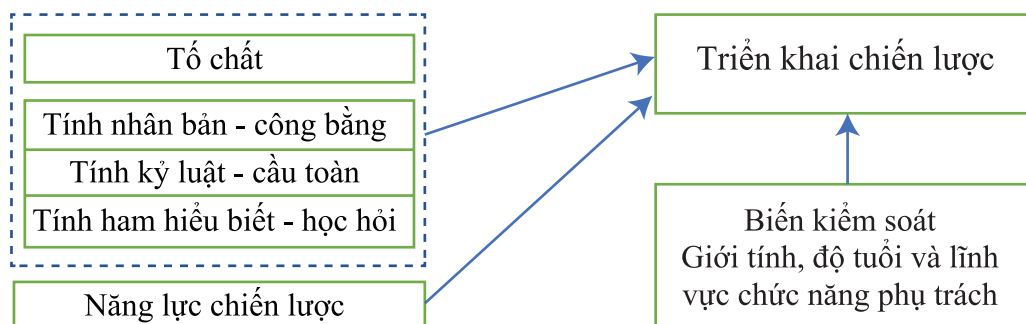 Tố chất
Tính nhân bản - công bằng
Tính kỷ luật - cầu toàn
Tính ham hiểu biết - học hỏi
Năng lực chiến lược
Triển khai chiến lược
Biến kiểm soát
Giới tính, độ tuổi và lĩnh
vực chức năng phụ trách